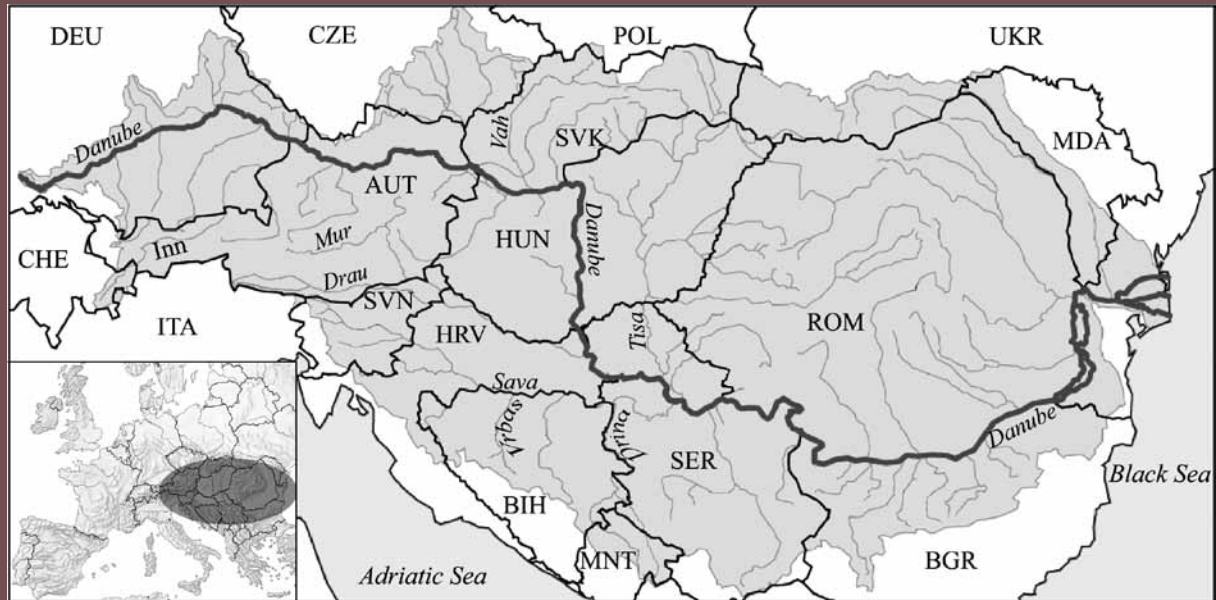 DEU
CZE
POL
UKR
Danube
Vah
SVK
MDA
AUT
Danube
HUN
Inn
Mur
CHE
Drau
SVN
ITA
HRV
Tisa
ROM
Sava
Vrbas
Drina
Danube
SER
Black Sea
BIH
MNT
BGR
Adriatic Sea